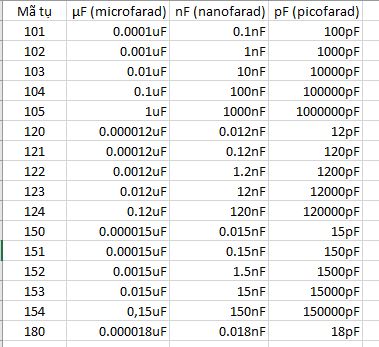 Mã tụ µF (microfarad) nF (nanofarad) pF (picofarad)
101 0.0001uF 0.1nF 100pF
102 0.001uF 1nF 1000pF
103 0.01uF 10nF 10000pF
104 0.1uF 100nF 100000pF
105 1uF 1000nF 1000000pF
120 0.000012uF 0.012nF 12pF
121 0.00012uF 0.12nF 120pF
122 0.0012uF 1.2nF 1200pF
123 0.012uF 12nF 12000pF
124 0.12uF 120nF 120000pF
150 0.000015uF 0.015nF 15pF
151 0.00015uF 0.15nF 150pF
152 0.0015uF 1.5nF 1500pF
153 0.015uF 15nF 15000pF
154 0,15uF 150nF 150000pF
180 0.000018uF 0.018nF 18pF